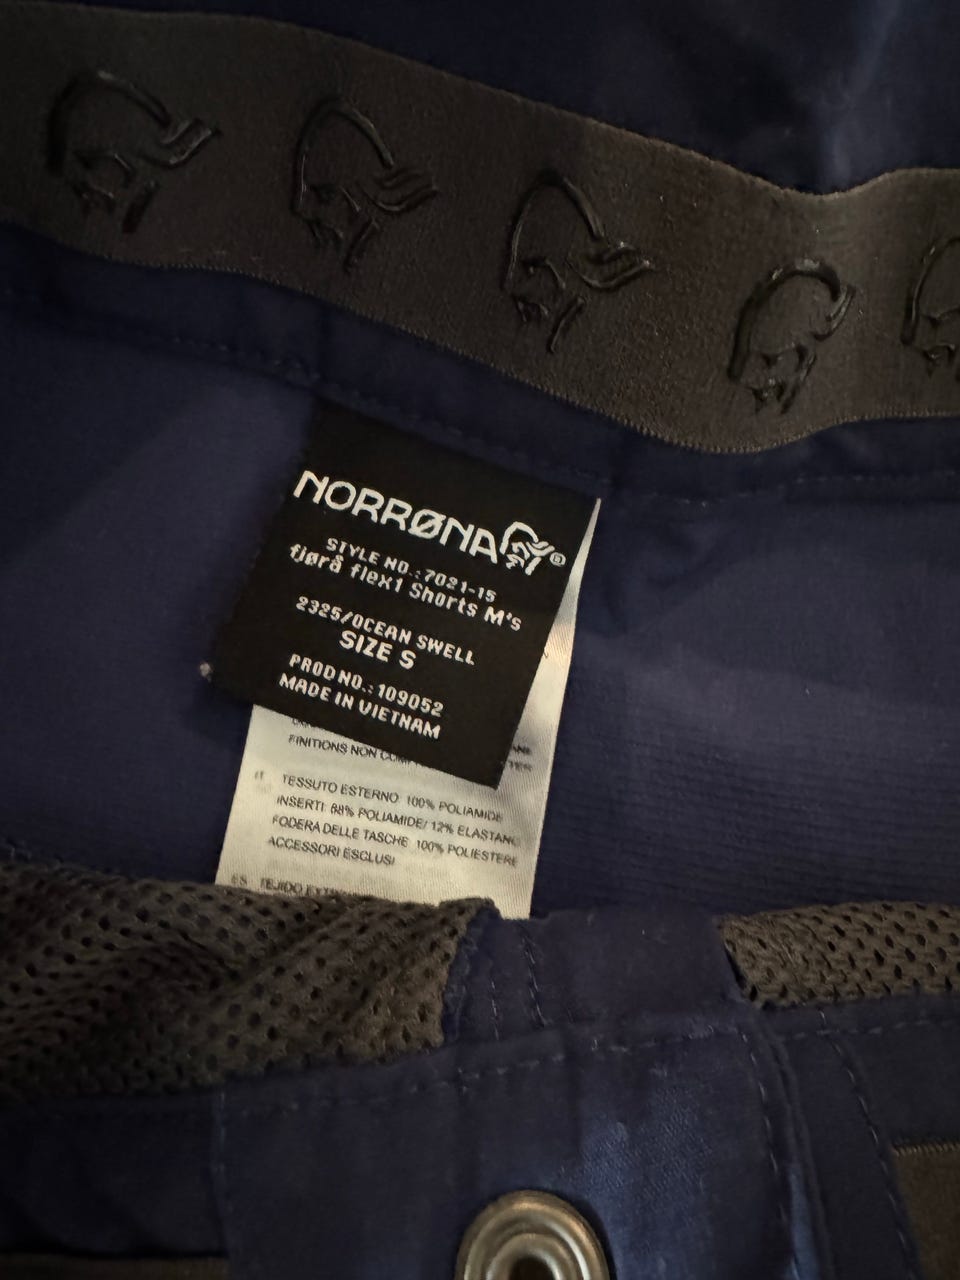 NORRØNA®
STYLE NO.: 7021-15
fjørå flex1 Shorts M's
2325/OCEAN SWELL
SIZE S
PROD NO.: 109052
MADE IN VIETNAM
FINITIONS NON
IT TESSUTO ESTERNO 100% POLIAMIDE
INSERTI: 88% POLIAMIDE/ 12% ELASTAN
FODERA DELLE TASCHE 100% POLIESTERE
ACCESSORI ESCLUSI
ES TEJIDO